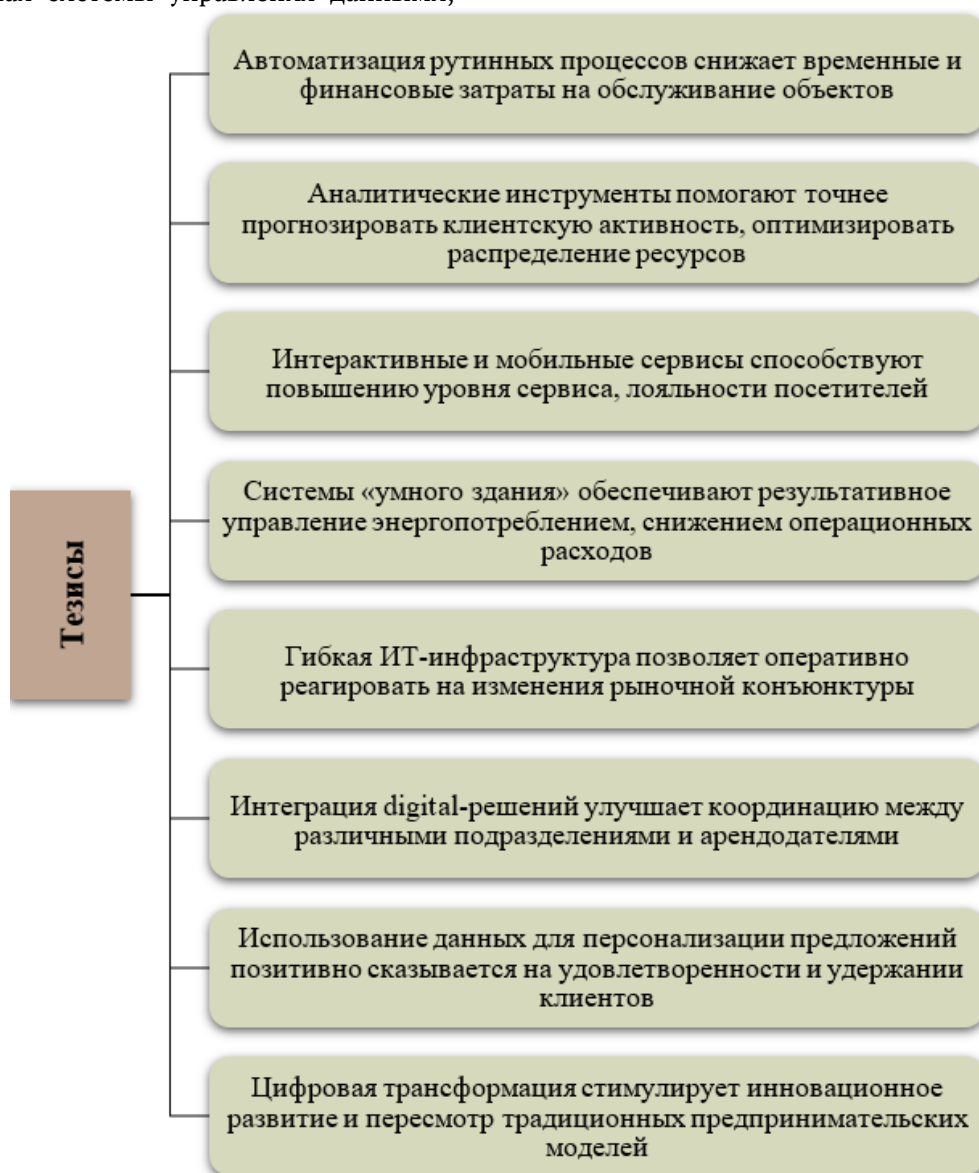 системы управления данными,
Автоматизация рутинных процессов снижает временные и
финансовые затраты на обслуживание объектов
Аналитические инструменты помогают точнее
прогнозировать клиентскую активность, оптимизировать
распределение ресурсов
Интерактивные и мобильные сервисы способствуют
повышению уровня сервиса, лояльности посетителей
Системы «умного здания» обеспечивают результативное
управление энергопотреблением, снижением операционных
расходов
Тезисы
Гибкая ИТ-инфраструктура позволяет оперативно
реагировать на изменения рыночной конъюнктуры
Интеграция digital-решений улучшает координацию между
различными подразделениями и арендодателями
Использование данных для персонализации предложений
позитивно сказывается на удовлетворенности и удержании
клиентов
Цифровая трансформация стимулирует инновационное
развитие и пересмотр традиционных предпринимательских
моделей